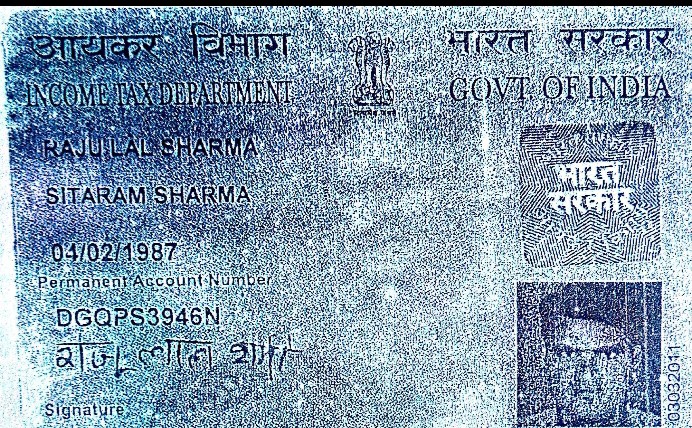 आयकर विभाग
INCOME TAX DEPARTMENT
भारत सरकार
GOVT. OF INDIA
RAJU LAL SHARMA
SITARAM SHARMA
04/02/1987
Permanent Account Number
DGQPS3946N
राजू लाल
Signature
भारत
सरकार
03032011